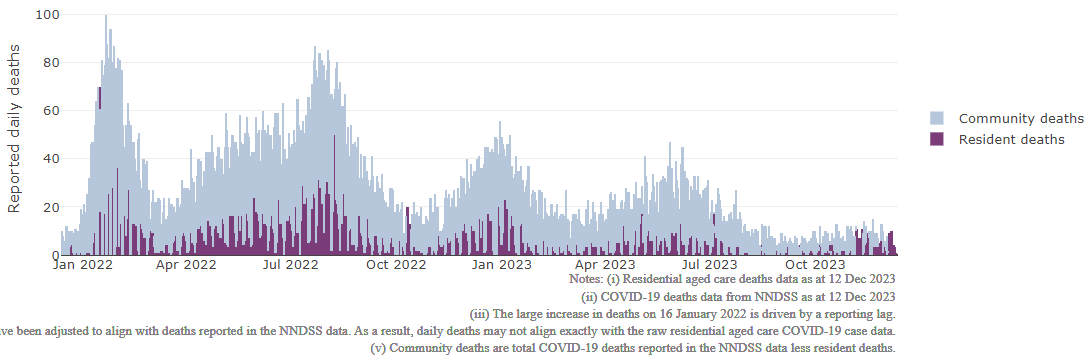 100
80
60
40
20
0
Reported daily deaths
Jan 2022
Apr 2022
Jul 2022
Oct 2022
Jan 2023
Apr 2023
Jul 2023
Oct 2023
Community deaths
Resident deaths
Notes: (i) Residential aged care deaths data as at 12 Dec 2023
(ii) COVID-19 deaths data from NNDSS as at 12 Dec 2023
(iii) The large increase in deaths on 16 January 2022 is driven by a reporting lag.
been adjusted to align with deaths reported in the NNDSS data. As a result, daily deaths may not align exactly with the raw residential aged care COVID-19 case data.
(v) Community deaths are total COVID-19 deaths reported in the NNDSS data less resident deaths.